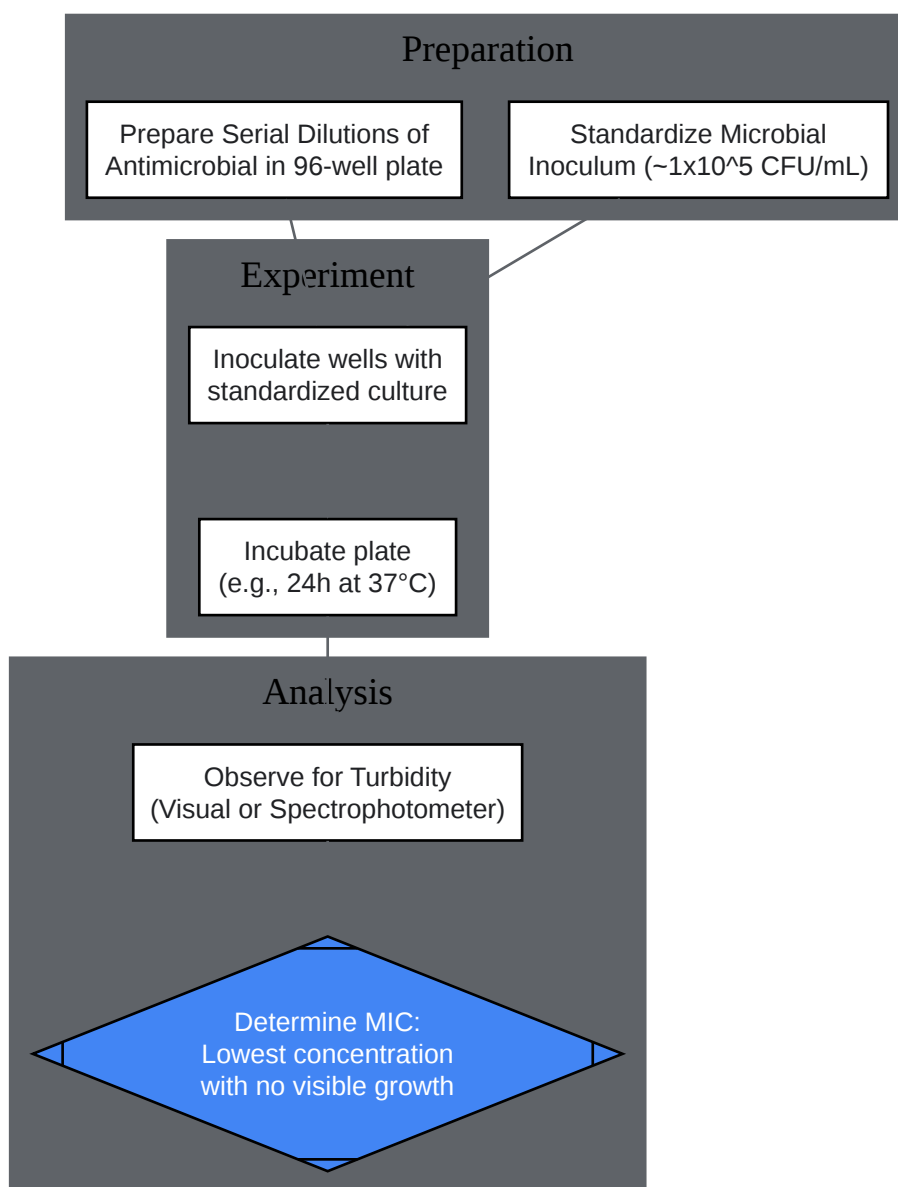 Preparation
Prepare Serial Dilutions of
Antimicrobial in 96-well plate
Standardize Microbial
Inoculum (~1x10^5 CFU/mL)
Experiment
Inoculate wells with
standardized culture
Incubate plate
(e.g., 24h at 37°C)
Analysis
Observe for Turbidity
(Visual or Spectrophotometer)
Determine MIC:
Lowest concentration
with no visible growth